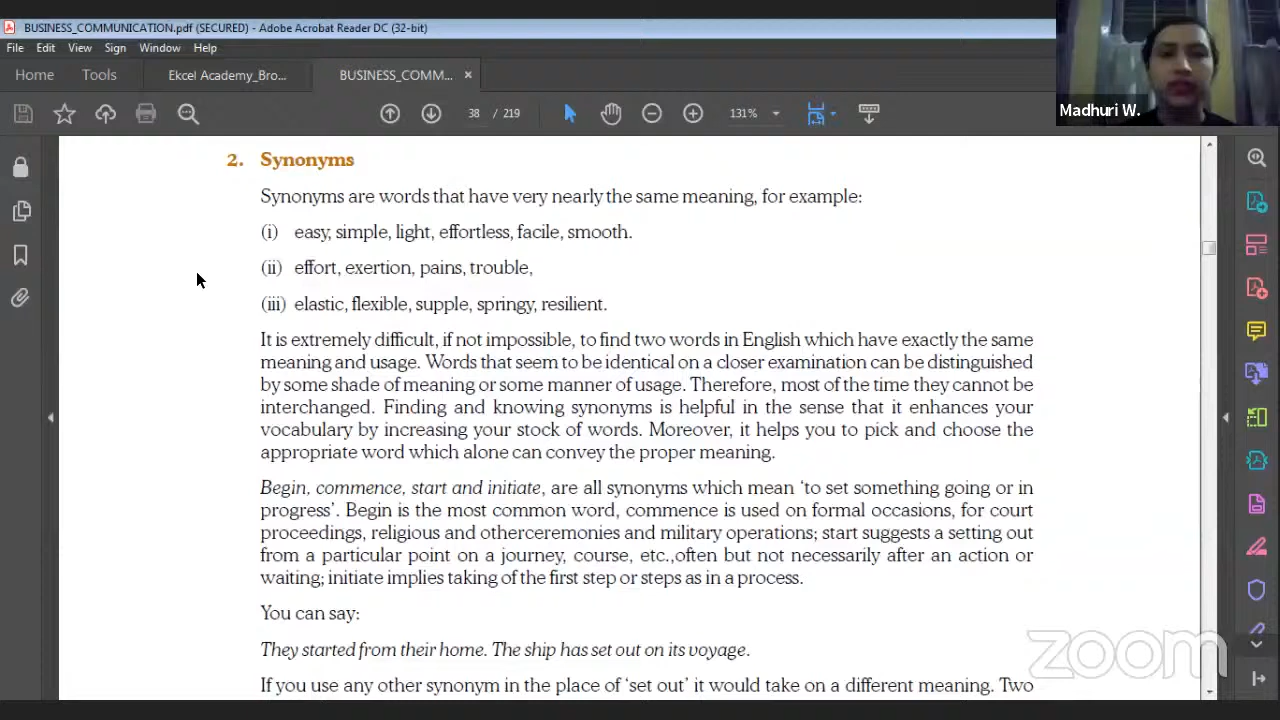 BUSINESS_COMMUNICATION.pdf (SECURED) - Adobe Acrobat Reader DC (32-bit)
File Edit View Sign Window Help
Home Tools Ekcel Academy_Bro... BUSINESS_COMM... ×
38 / 219 131%
Madhuri W.
2. Synonyms
Synonyms are words that have very nearly the same meaning, for example:
(i) easy, simple, light, effortless, facile, smooth.
(ii) effort, exertion, pains, trouble,
(iii) elastic, flexible, supple, springy, resilient.
It is extremely difficult, if not impossible, to find two words in English which have exactly the same
meaning and usage. Words that seem to be identical on a closer examination can be distinguished
by some shade of meaning or some manner of usage. Therefore, most of the time they cannot be
interchanged. Finding and knowing synonyms is helpful in the sense that it enhances your
vocabulary by increasing your stock of words. Moreover, it helps you to pick and choose the
appropriate word which alone can convey the proper meaning.
Begin, commence, start and initiate, are all synonyms which mean ‘to set something going or in
progress’. Begin is the most common word, commence is used on formal occasions, for court
proceedings, religious and otherceremonies and military operations; start suggests a setting out
from a particular point on a journey, course, etc.,often but not necessarily after an action or
waiting; initiate implies taking of the first step or steps as in a process.
You can say:
They started from their home. The ship has set out on its voyage.
If you use any other synonym in the place of ‘set out’ it would take on a different meaning. Two
zoom